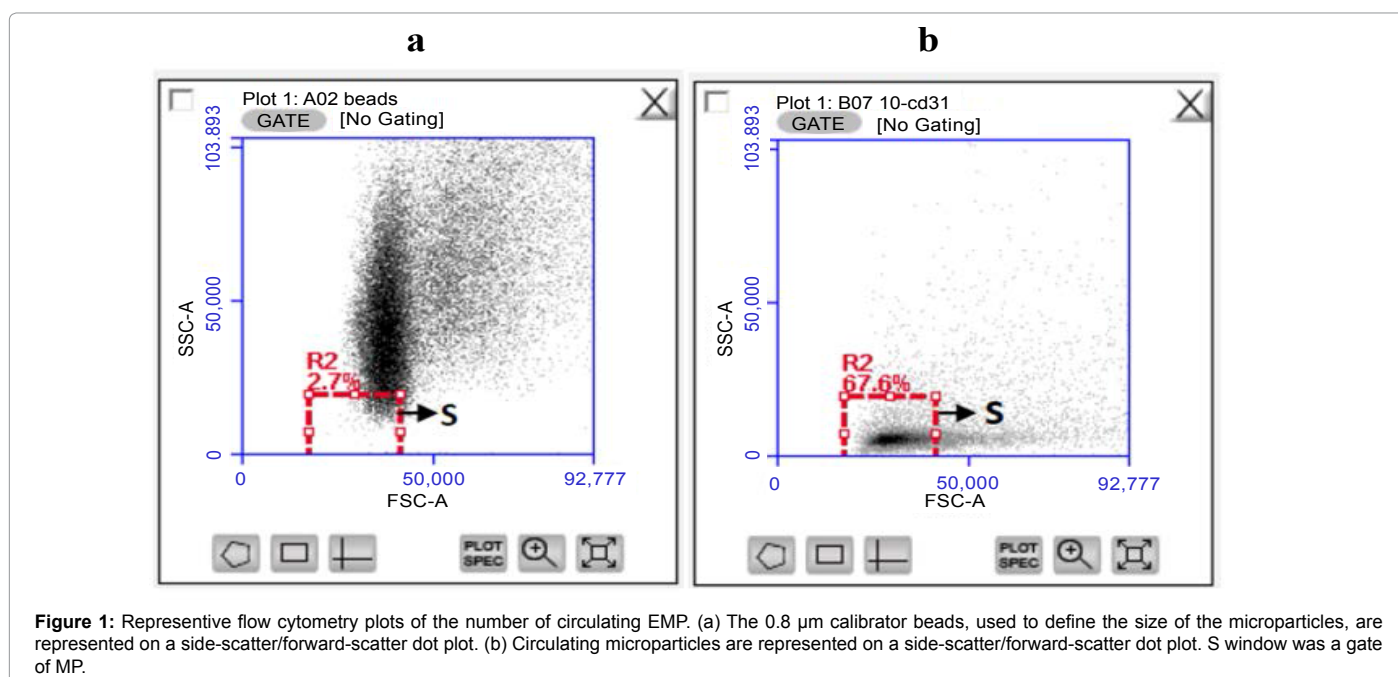 a
b
Plot 1: A02 beads
GATE [No Gating]
103.893
50,000
0
SSC-A
R2
2.7%
S
0
50,000
92,777
FSC-A
PLOT
SPEC
Plot 1: B07 10-cd31
GATE [No Gating]
103.893
50,000
0
SSC-A
R2
67.6%
S
0
50,000
92,777
FSC-A
PLOT
SPEC
Figure 1: Representive flow cytometry plots of the number of circulating EMP. (a) The 0.8 µm calibrator beads, used to define the size of the microparticles, are
represented on a side-scatter/forward-scatter dot plot. (b) Circulating microparticles are represented on a side-scatter/forward-scatter dot plot. S window was a gate
of MP.